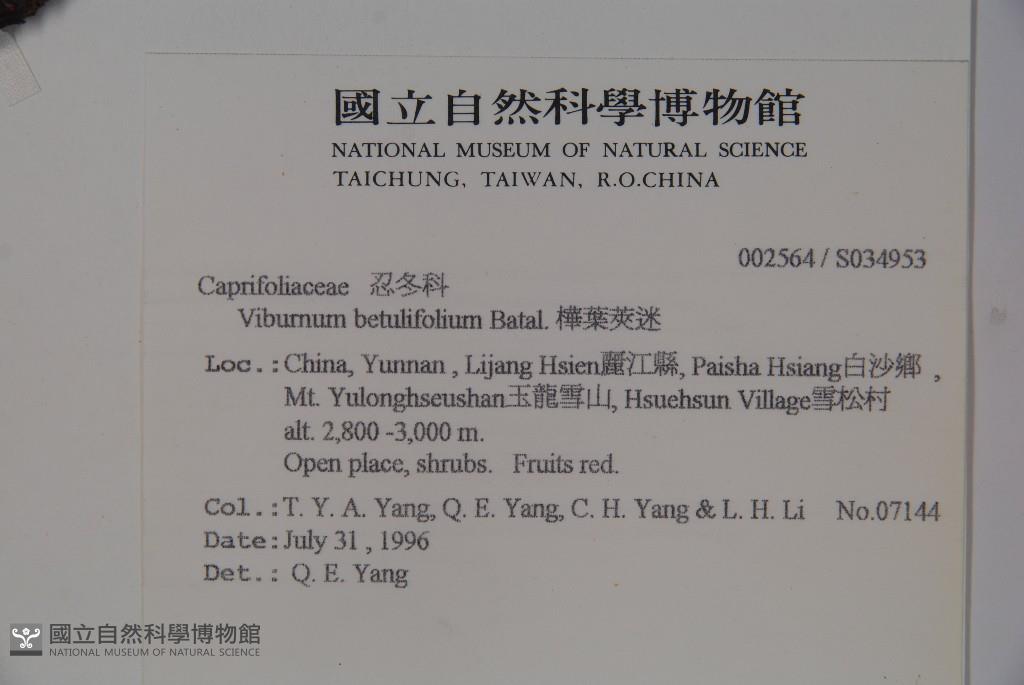 國立自然科學博物館
NATIONAL MUSEUM OF NATURAL SCIENCE
TAICHUNG, TAIWAN, R.O.CHINA
002564 / S034953
Caprifoliaceae 忍冬科
Viburnum betulifolium Batal. 樺葉莢迷
Loc.: China, Yunnan , Lijang Hsien麗江縣, Paisha Hsiang白沙鄉 ,
Mt. Yulonghseushan玉龍雪山, Hsuehsun Village雪松村
alt. 2,800 -3,000 m.
Open place, shrubs. Fruits red.
Col.: T. Y. A. Yang, Q. E. Yang, C. H. Yang & L. H. Li No.07144
Date: July 31 , 1996
Det.: Q. E. Yang
國立自然科學博物館
NATIONAL MUSEUM OF NATURAL SCIENCE